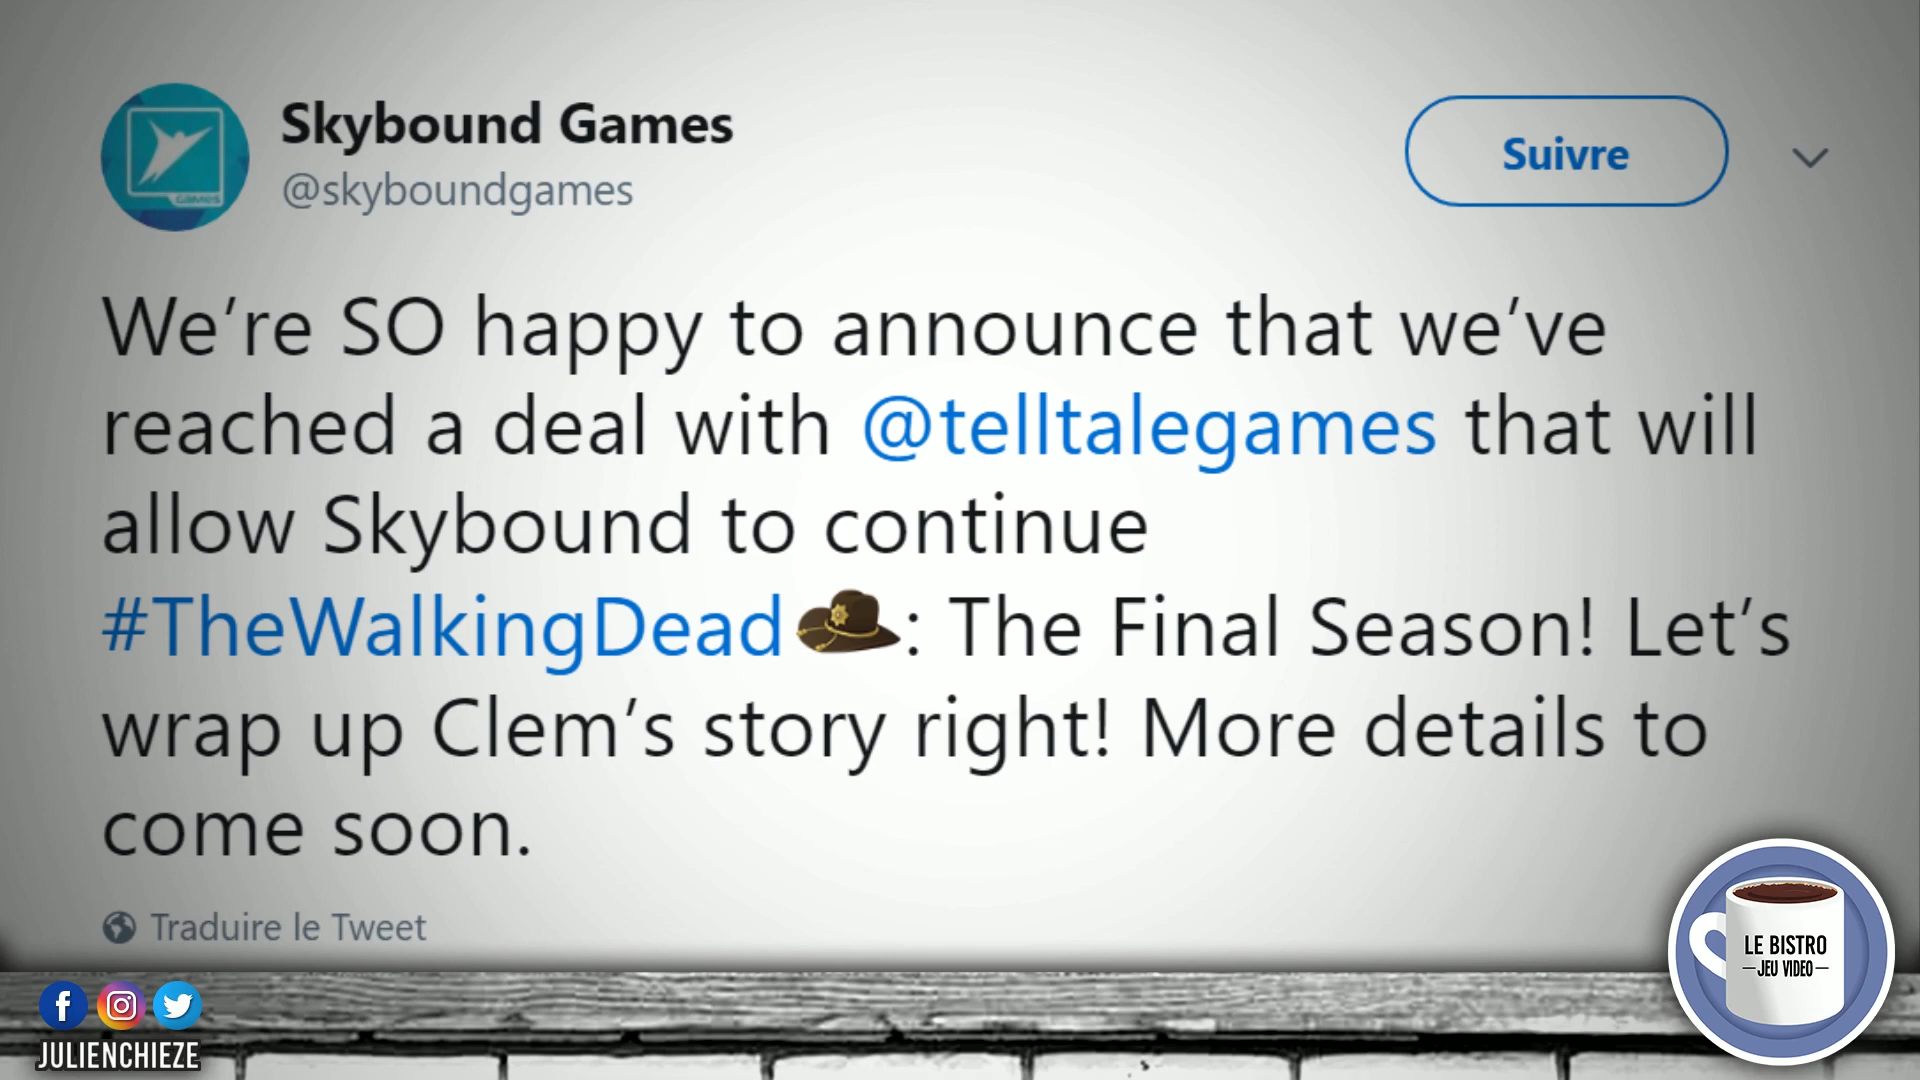 Skybound Games
@skyboundgames
Suivre
We’re SO happy to announce that we’ve
reached a deal with @telltalegames that will
allow Skybound to continue
#TheWalkingDead: The Final Season! Let’s
wrap up Clem’s story right! More details to
come soon.
Traduire le Tweet
LE BISTRO
JEU VIDEO
JULIENCHIEZE
GAMES